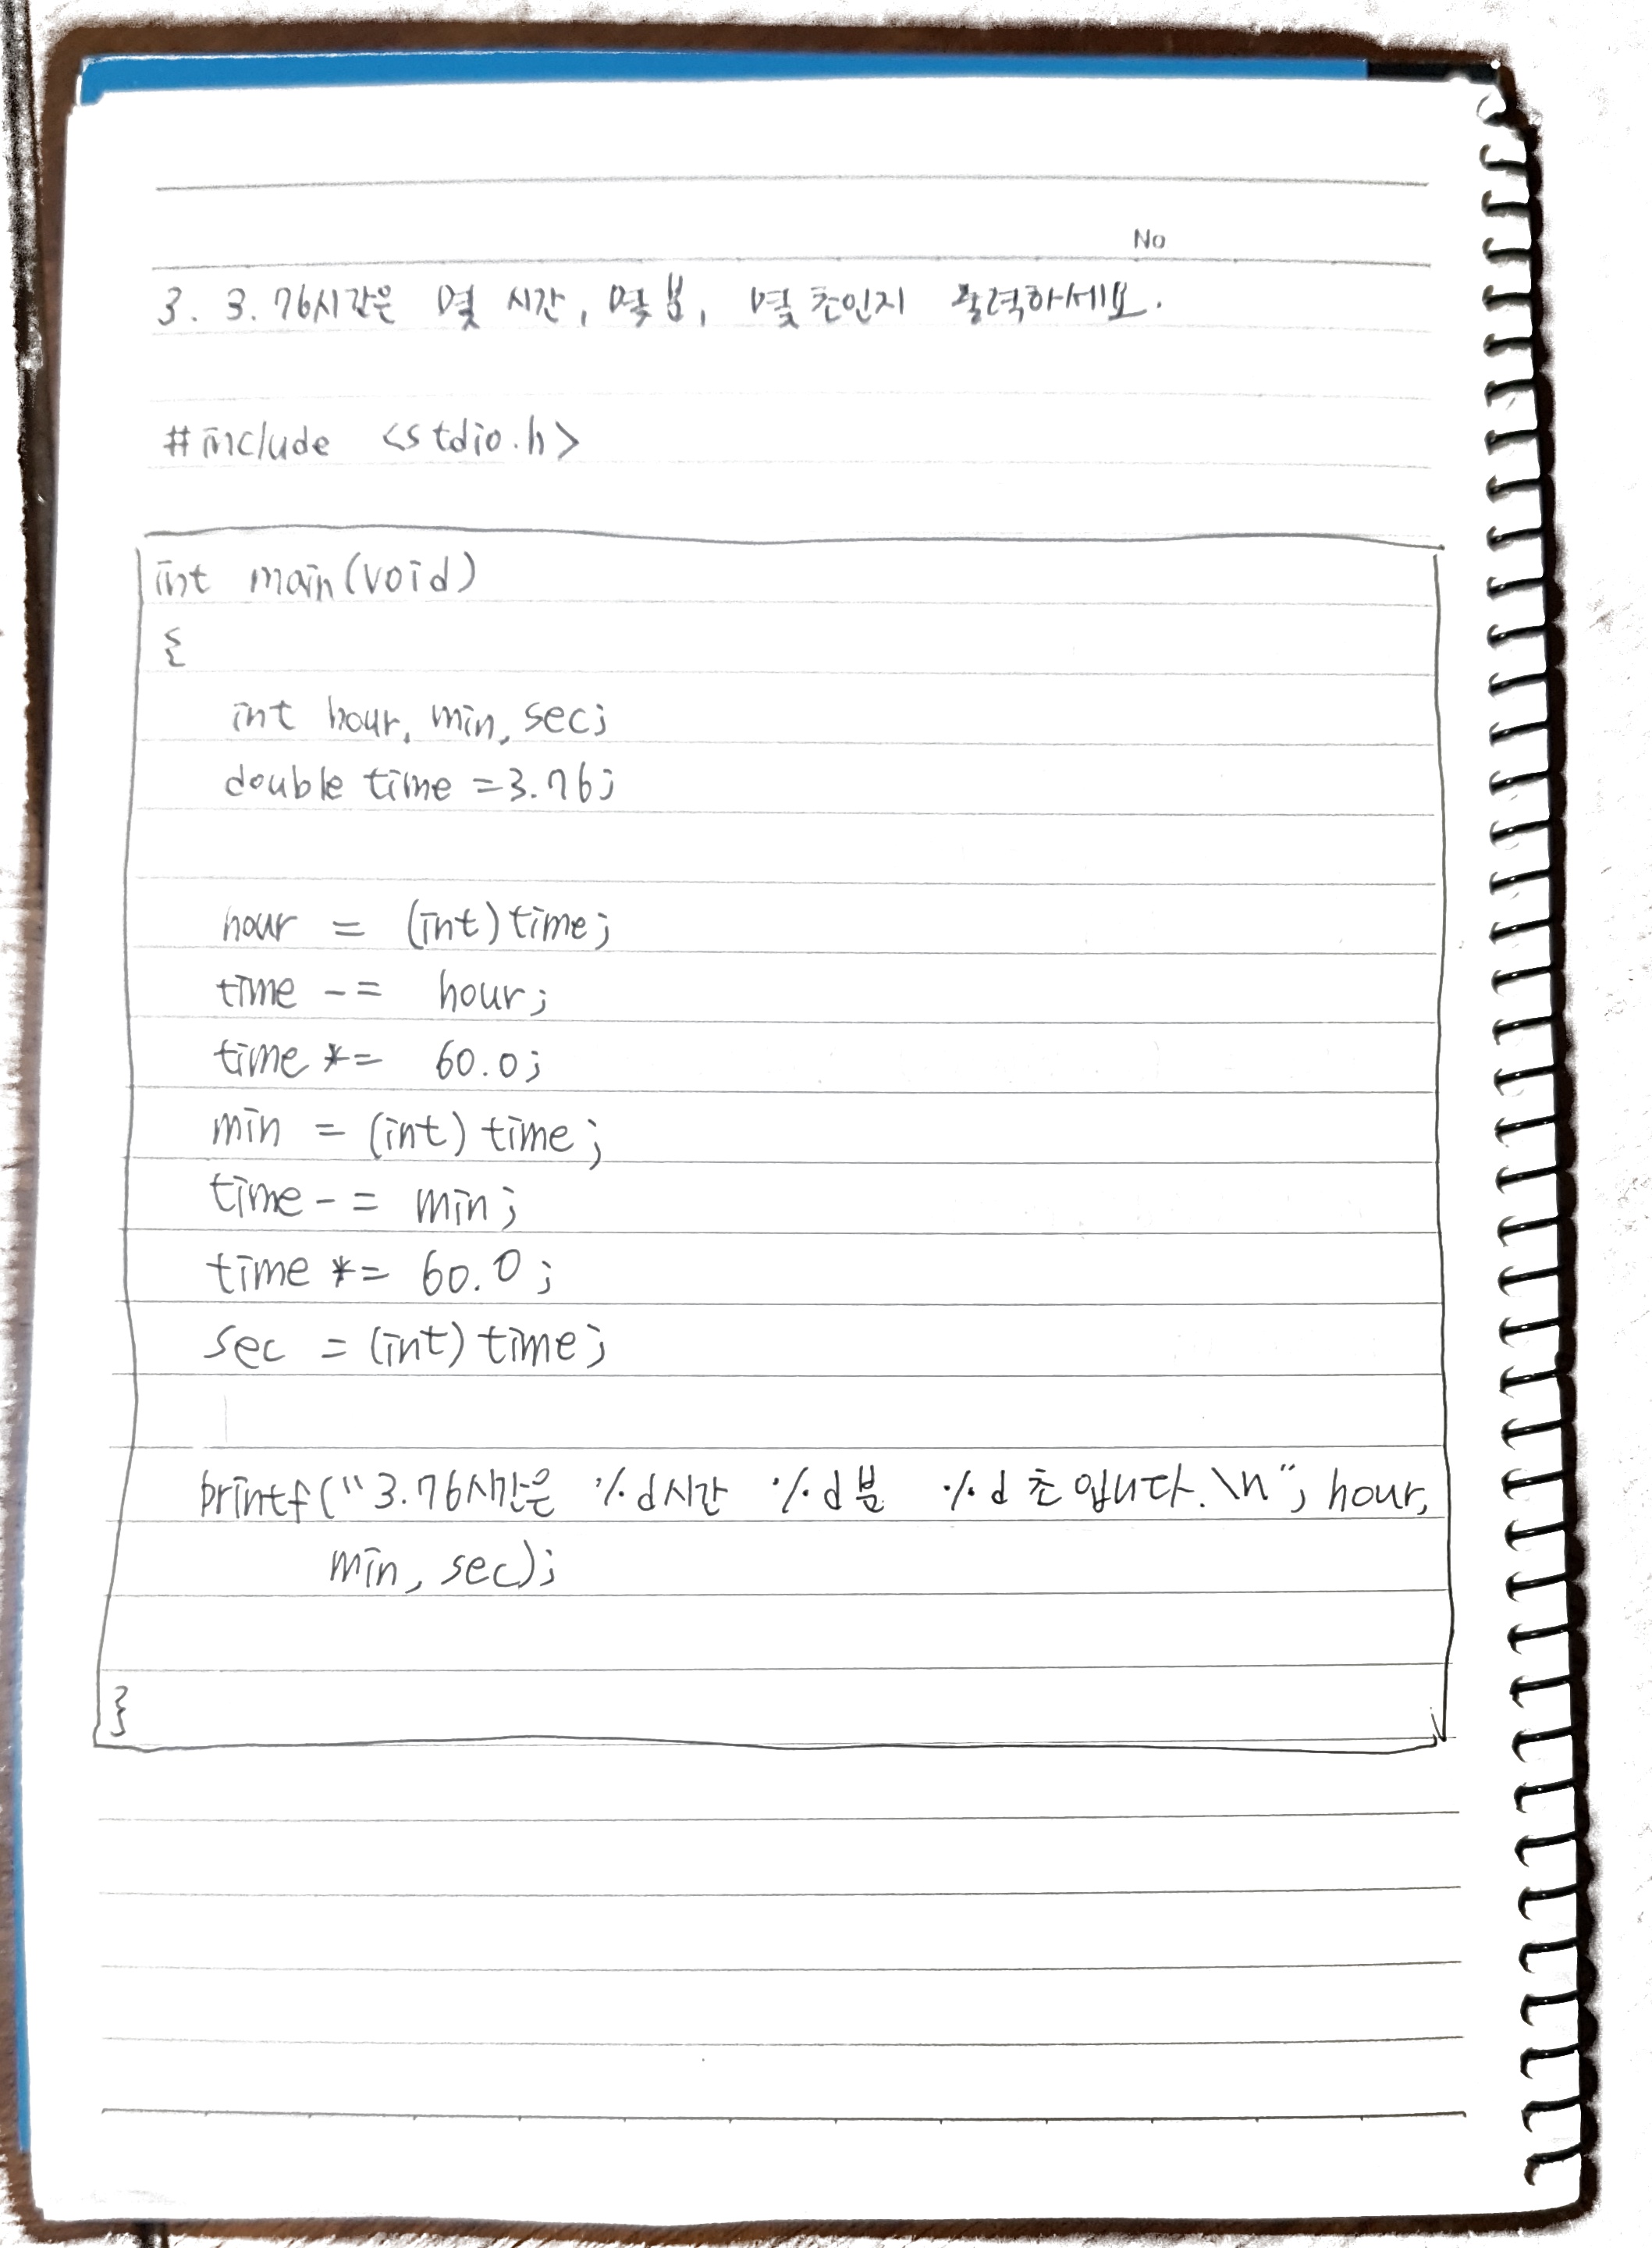 No
3. 3.76시간은 몇 시간, 몇분, 몇 초인지 출력하세요.
#include <stdio.h>
int main(void)
{
int hour, min, sec;
double time =3.76;
hour = (int)time;
time -= hour;
time *= 60.0;
min = (int) time;
time -= min;
time *= 60.0;
sec = (int) time;
printf("3.76시간은 %d시간 %d분 %d 초 입니다.\n"; hour,
min, sec);
}